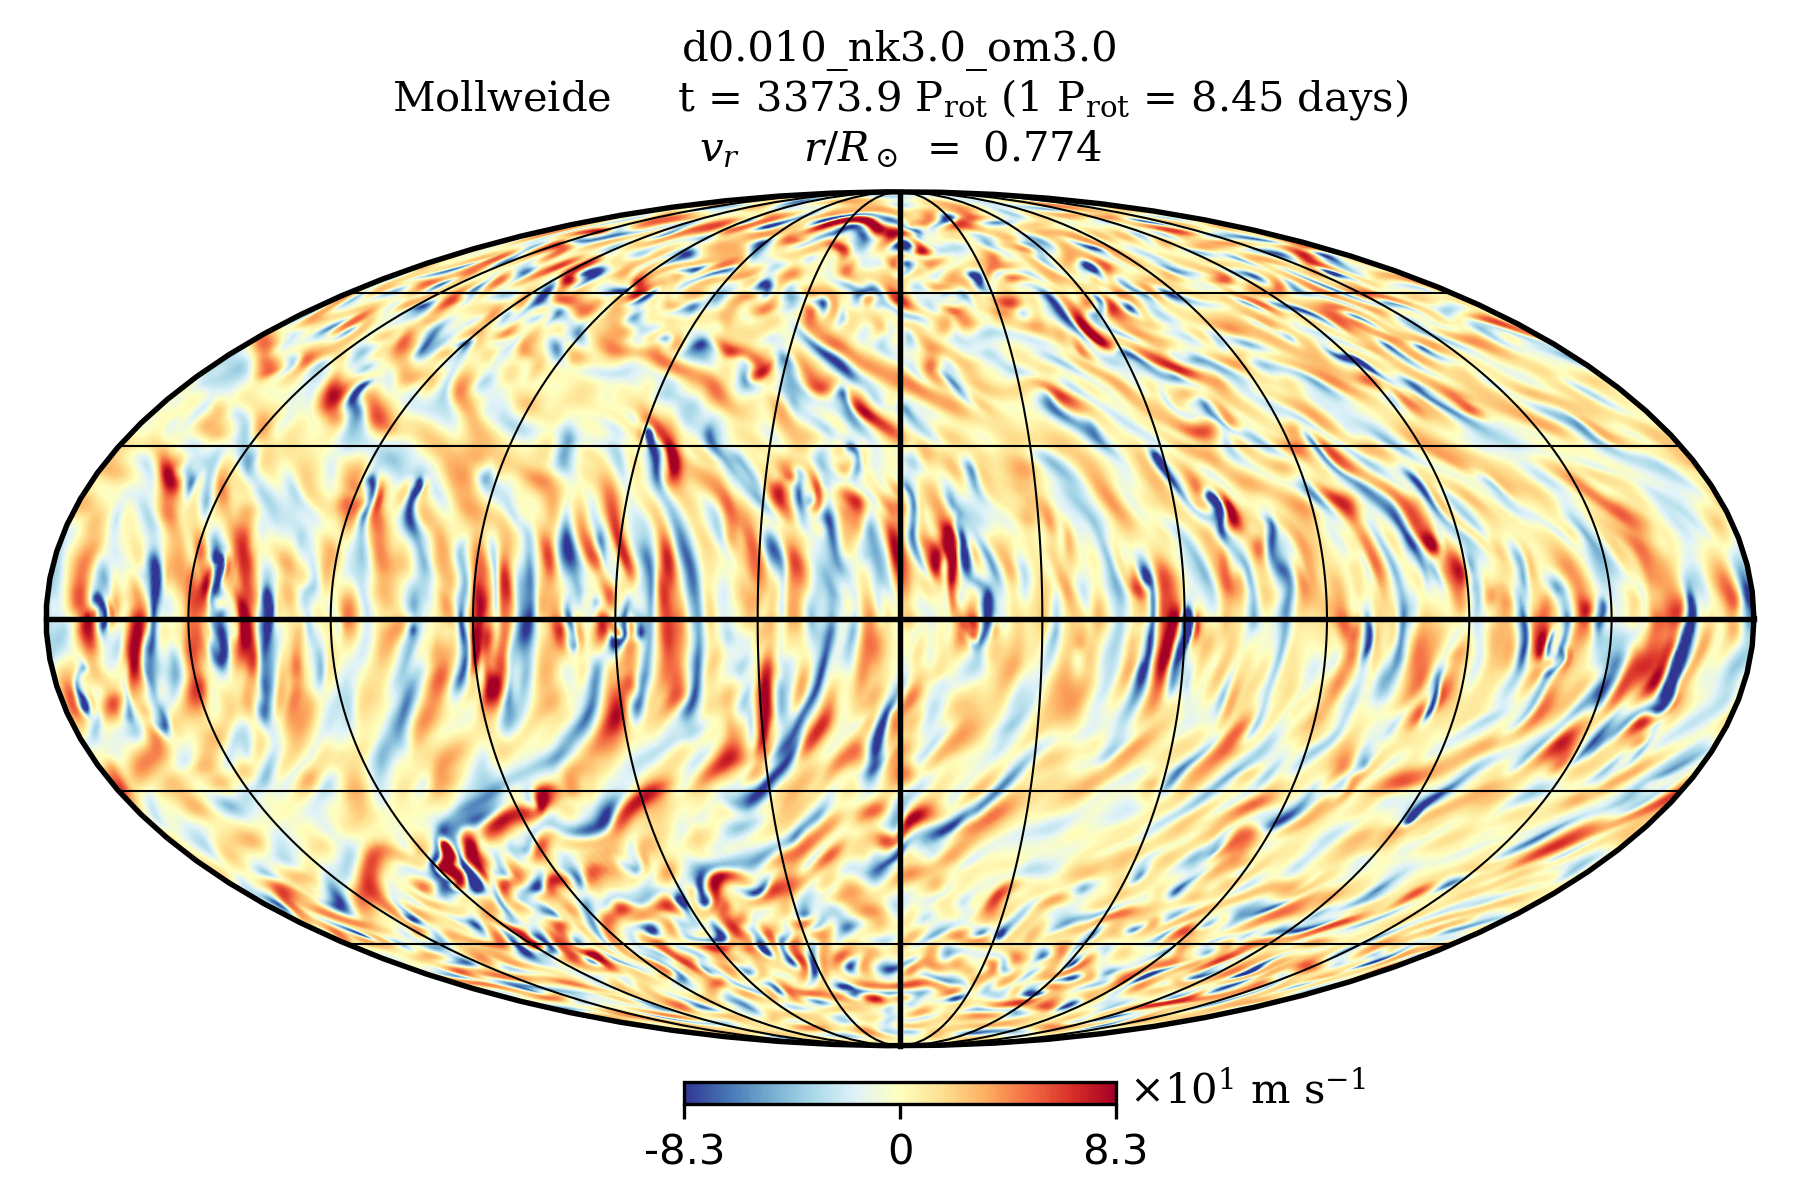 d0.010_nk3.0_om3.0
Mollweide t = 3373.9 P_rot (1 P_rot = 8.45 days)
v_r r/R_⊙ = 0.774
×10¹ m s⁻¹
-8.3 0 8.3